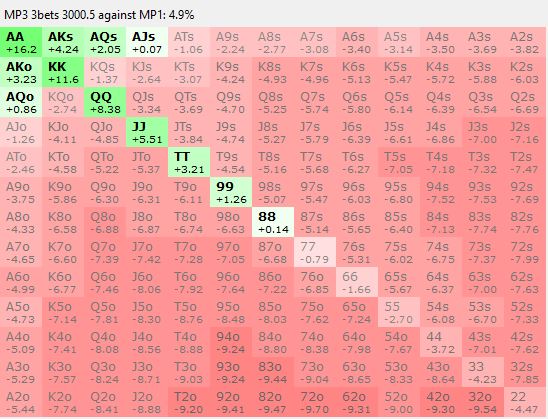 MP3 3bets 3000.5 against MP1: 4.9%
AA AKs AQs AJs ATs A9s A8s A7s A6s A5s A4s A3s A2s
+16.2 +4.24 +2.05 +0.07 -1.06 -2.24 -2.77 -3.08 -3.40 -3.14 -3.50 -3.69 -3.82
AKo KK KQs KJs KTs K9s K8s K7s K6s K5s K4s K3s K2s
+3.23 +11.6 -1.37 -2.64 -3.07 -4.24 -4.93 -4.96 -5.13 -5.47 -5.72 -5.88 -6.03
AQo KQo QQ QJs QTs Q9s Q8s Q7s Q6s Q5s Q4s Q3s Q2s
+0.86 -2.74 +8.38 -3.34 -3.69 -4.70 -5.25 -5.74 -5.80 -6.14 -6.39 -6.54 -6.69
AJo KJo QJo JJ JTs J9s J8s J7s J6s J5s J4s J3s J2s
-1.26 -4.11 -4.85 +5.51 -3.84 -4.74 -5.27 -5.79 -6.39 -6.61 -6.86 -7.00 -7.16
ATo KTo QTo JTo TT T9s T8s T7s T6s T5s T4s T3s T2s
-2.46 -4.58 -5.22 -5.37 +3.21 -4.54 -5.16 -5.68 -6.27 -7.05 -7.18 -7.32 -7.47
A9o K9o Q9o J9o T9o 99 98s 97s 96s 95s 94s 93s 92s
-3.75 -5.86 -6.30 -6.31 -6.11 +1.26 -5.07 -5.47 -6.03 -6.80 -7.52 -7.53 -7.69
A8o K8o Q8o J8o T8o 98o 88 87s 86s 85s 84s 83s 82s
-4.33 -6.58 -6.88 -6.87 -6.74 -6.63 +0.14 -5.14 -5.65 -6.40 -7.13 -7.74 -7.76
A7o K7o Q7o J7o T7o 97o 87o 77 76s 75s 74s 73s 72s
-4.65 -6.60 -7.39 -7.42 -7.28 -7.05 -6.68 -0.79 -5.31 -6.02 -6.75 -7.37 -7.99
A6o K6o Q6o J6o T6o 96o 86o 76o 66 65s 64s 63s 62s
-4.99 -6.77 -7.46 -8.06 -7.92 -7.64 -7.22 -6.85 -1.66 -5.67 -6.37 -7.00 -7.63
A5o K5o Q5o J5o T5o 95o 85o 75o 65o 55 54s 53s 52s
-4.73 -7.14 -7.81 -8.30 -8.76 -8.48 -8.03 -7.62 -7.24 -2.70 -6.08 -6.70 -7.33
A4o K4o Q4o J4o T4o 94o 84o 74o 64o 54o 44 43s 42s
-5.09 -7.41 -8.08 -8.56 -8.88 -9.24 -8.80 -8.38 -7.98 -7.67 -3.72 -7.01 -7.62
A3o K3o Q3o J3o T3o 93o 83o 73o 63o 53o 43o 33 32s
-5.29 -7.57 -8.24 -8.71 -9.03 -9.24 -9.44 -9.04 -8.65 -8.33 -8.64 -4.23 -7.85
A2o K2o Q2o J2o T2o 92o 82o 72o 62o 52o 42o 32o 22
-5.44 -7.74 -8.41 -8.88 -9.20 -9.41 -9.47 -9.70 -9.31 -9.00 -9.30 -9.54 -4.47